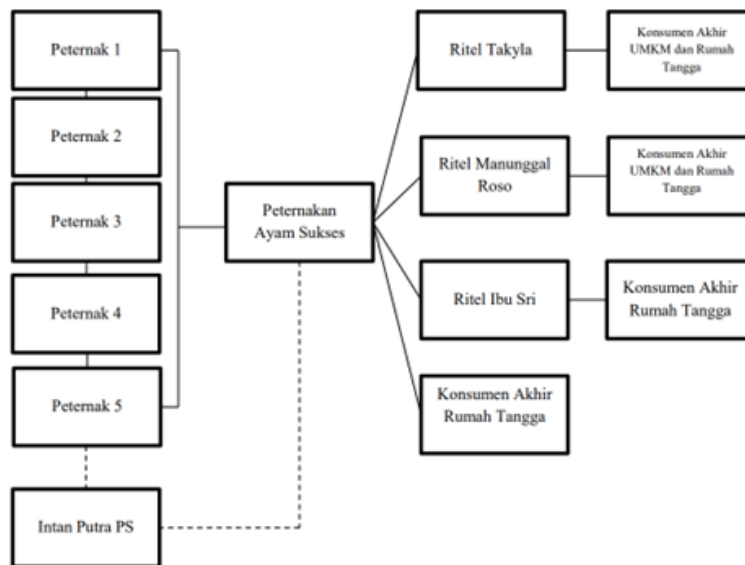 Peternak 1
Peternak 2
Peternak 3
Peternak 4
Peternak 5
Intan Putra PS
Peternakan
Ayam Sukses
Ritel Takyla
Konsumen Akhir
UMKM dan Rumah
Tangga
Ritel Manunggal
Roso
Konsumen Akhir
UMKM dan Rumah
Tangga
Ritel Ibu Sri
Konsumen Akhir
Rumah Tangga
Konsumen Akhir
Rumah Tangga